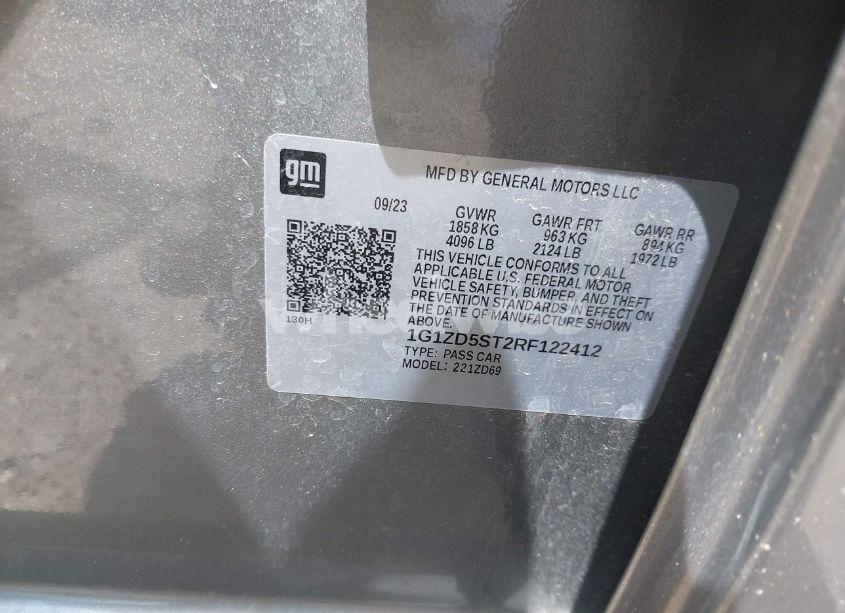 gm
MFD BY GENERAL MOTORS LLC
09/23
GVWR GAWR FRT GAWR RR
1858 KG 963 KG 894 KG
4096 LB 2124 LB 1972 LB
THIS VEHICLE CONFORMS TO ALL
APPLICABLE U.S. FEDERAL MOTOR
VEHICLE SAFETY, BUMPER, AND THEFT
PREVENTION STANDARDS IN EFFECT ON
THE DATE OF MANUFACTURE SHOWN
ABOVE.
130H
1G1ZD5ST2RF122412
TYPE: PASS CAR
MODEL: 221ZD69